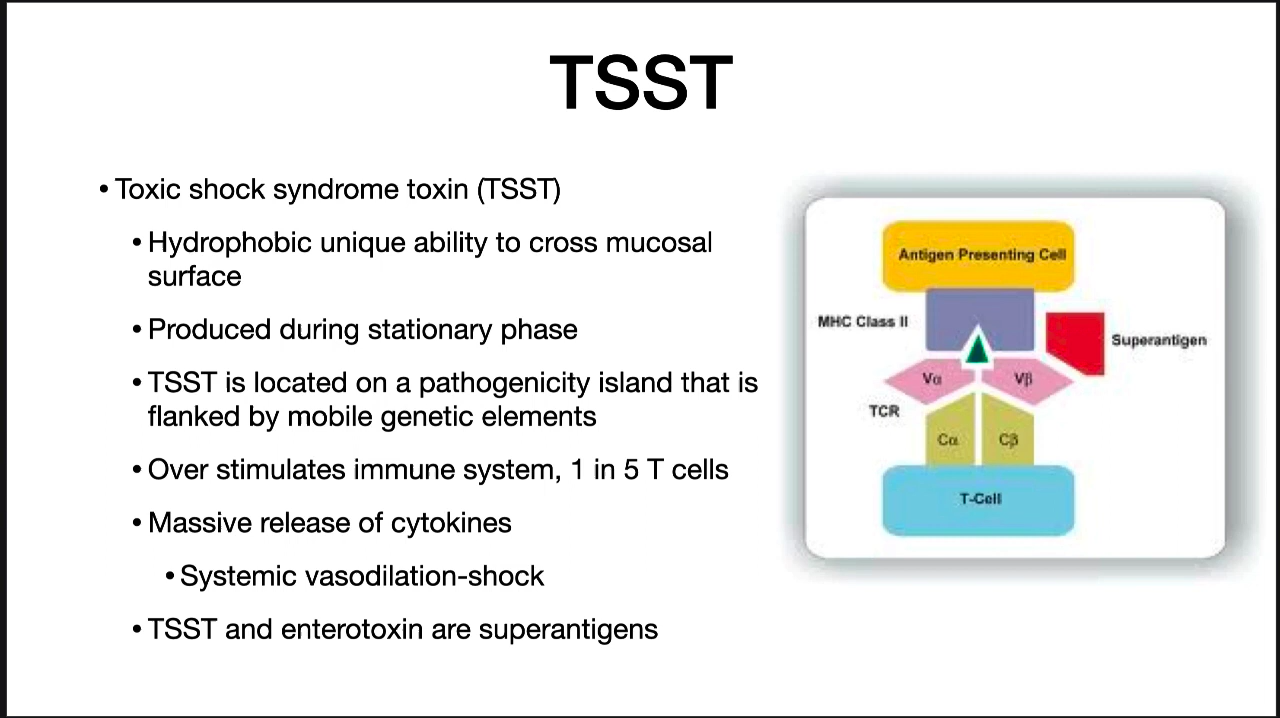 TSST
• Toxic shock syndrome toxin (TSST)
• Hydrophobic unique ability to cross mucosal
surface
• Produced during stationary phase
• TSST is located on a pathogenicity island that is
flanked by mobile genetic elements
• Over stimulates immune system, 1 in 5 T cells
• Massive release of cytokines
• Systemic vasodilation-shock
• TSST and enterotoxin are superantigens
Antigen Presenting Cell
MHC Class II
Superantigen
Vα
Vβ
TCR
Cα
Cβ
T-Cell